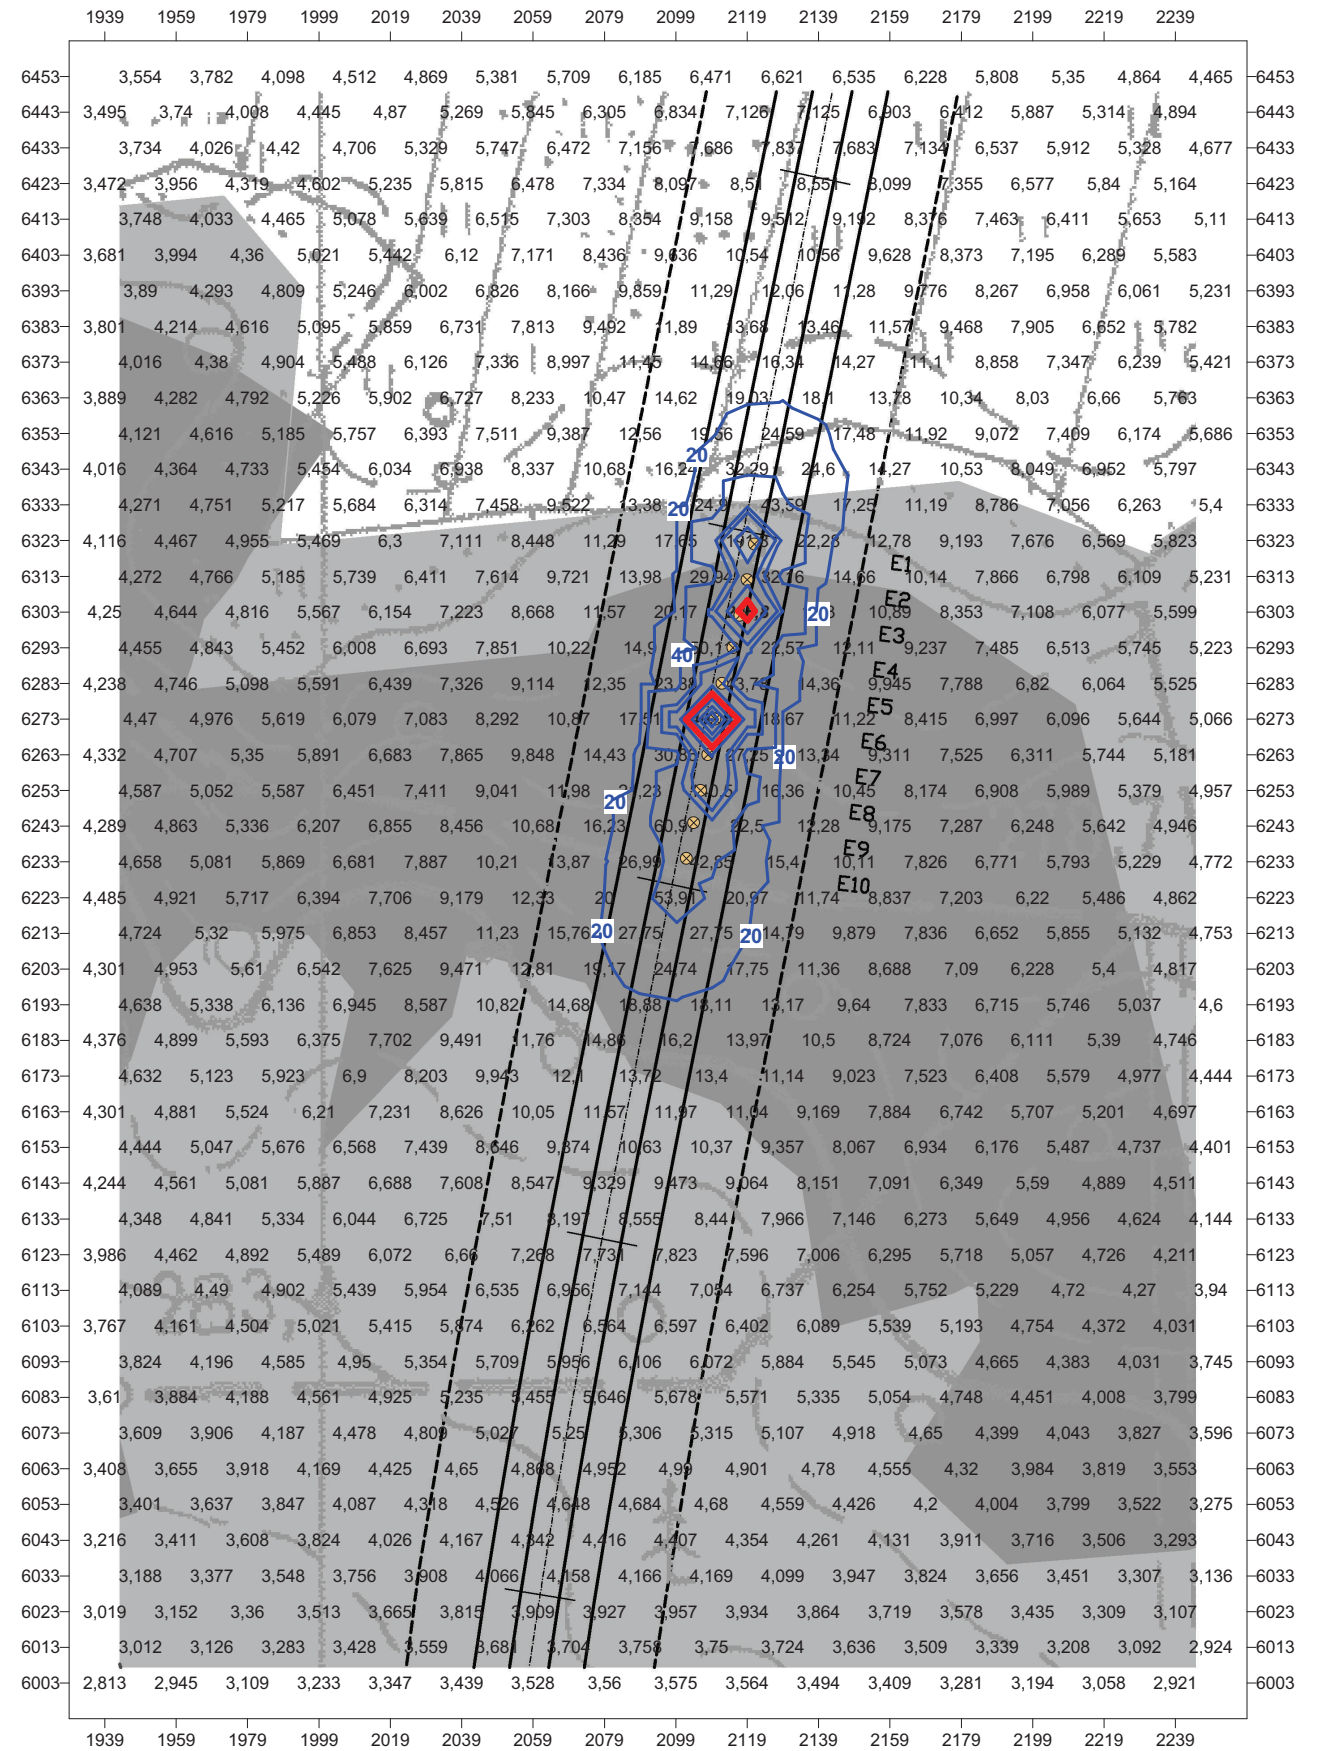 1939 1959 1979 1999 2019 2039 2059 2079 2099 2119 2139 2159 2179 2199 2219 2239
6453 3,554 3,782 4,098 4,512 4,869 5,381 5,709 6,185 6,471 6,621 6,535 6,228 5,808 5,35 4,864 4,465 6453
6443 3,495 3,74 4,008 4,445 4,87 5,269 5,845 6,305 6,834 7,126 7,125 6,903 6,412 5,887 5,314 4,894 6443
6433 3,734 4,026 4,42 4,706 5,329 5,747 6,472 7,156 7,686 7,837 7,683 7,134 6,537 5,912 5,328 4,677 6433
6423 3,472 3,956 4,319 4,602 5,235 5,815 6,478 7,334 8,097 8,51 8,551 8,099 7,355 6,577 5,84 5,164 6423
6413 3,748 4,033 4,465 5,078 5,639 6,515 7,303 8,354 9,158 9,512 9,192 8,376 7,463 6,411 5,653 5,11 6413
6403 3,681 3,994 4,36 5,021 5,442 6,12 7,171 8,436 9,636 10,54 10,56 9,628 8,373 7,195 6,289 5,583 6403
6393 3,89 4,293 4,809 5,246 6,002 6,826 8,166 9,859 11,29 12,06 11,28 9,776 8,267 6,958 6,061 5,231 6393
6383 3,801 4,214 4,616 5,095 5,859 6,731 7,813 9,492 11,89 13,68 13,46 11,57 9,468 7,905 6,652 5,782 6383
6373 4,016 4,38 4,904 5,488 6,126 7,336 8,997 11,45 14,66 16,34 14,27 11,1 8,858 7,347 6,239 5,421 6373
6363 3,889 4,282 4,792 5,226 5,902 6,727 8,233 10,47 14,62 19,03 18,1 13,78 10,34 8,03 6,66 5,763 6363
6353 4,121 4,616 5,185 5,757 6,393 7,511 9,387 12,56 19,56 24,59 17,48 11,92 9,072 7,409 6,174 5,686 6353
20
6343 4,016 4,364 4,733 5,454 6,034 6,938 8,337 10,68 16,24 32,29 24,6 14,27 10,53 8,049 6,952 5,797 6343
6333 4,271 4,751 5,217 5,684 6,314 7,458 9,522 13,38 20 24,9 43,59 17,25 11,19 8,786 7,056 6,263 5,4 6333
6323 4,116 4,467 4,955 5,469 6,3 7,111 8,448 11,29 17,65 22,28 12,78 9,193 7,676 6,569 5,823 6323
E1
6313 4,272 4,766 5,185 5,739 6,411 7,614 9,721 13,98 29,94 32,16 14,66 10,14 7,866 6,798 6,109 5,231 6313
E2
6303 4,25 4,644 4,816 5,567 6,154 7,223 8,668 11,57 20,17 20 10,89 8,353 7,108 6,077 5,599 6303
E3
6293 4,455 4,843 5,452 6,008 6,693 7,851 10,22 14,9 40 22,57 12,11 9,237 7,485 6,513 5,745 5,223 6293
E4
6283 4,238 4,746 5,098 5,591 6,439 7,326 9,114 12,35 23,38 14,36 9,945 7,788 6,82 6,064 5,525 6283
E5
6273 4,47 4,976 5,619 6,079 7,083 8,292 10,87 17,51 18,67 11,22 8,415 6,997 6,096 5,644 5,066 6273
E6
6263 4,332 4,707 5,35 5,891 6,683 7,865 9,848 14,43 27,25 20 13,34 9,311 7,525 6,311 5,744 5,181 6263
E7
6253 4,587 5,052 5,587 6,451 7,411 9,041 11,98 16,36 10,45 8,174 6,908 5,989 5,379 4,957 6253
20
E8
6243 4,289 4,863 5,336 6,207 6,855 8,456 10,68 16,23 22,5 12,28 9,175 7,287 6,248 5,642 4,946 6243
E9
6233 4,658 5,081 5,869 6,681 7,887 10,21 13,87 26,99 15,4 10,11 7,826 6,771 5,793 5,229 4,772 6233
E10
6223 4,485 4,921 5,717 6,394 7,706 9,179 12,33 20 53,91 20,97 11,74 8,837 7,203 6,22 5,486 4,862 6223
6213 4,724 5,32 5,975 6,853 8,457 11,23 15,76 20 27,75 27,75 20 14,79 9,879 7,836 6,652 5,855 5,132 4,753 6213
6203 4,301 4,953 5,61 6,542 7,625 9,471 12,81 19,17 24,74 17,75 11,36 8,688 7,09 6,228 5,4 4,817 6203
6193 4,638 5,338 6,136 6,945 8,587 10,82 14,68 18,88 18,11 13,17 9,64 7,833 6,715 5,746 5,037 4,6 6193
6183 4,376 4,899 5,593 6,375 7,702 9,491 11,76 14,86 16,2 13,97 10,5 8,724 7,076 6,111 5,39 4,746 6183
6173 4,632 5,123 5,923 6,9 8,203 9,943 12,1 13,72 13,4 11,14 9,023 7,523 6,408 5,579 4,977 4,444 6173
6163 4,301 4,881 5,524 6,21 7,231 8,626 10,05 11,57 11,97 11,04 9,169 7,884 6,742 5,707 5,201 4,697 6163
6153 4,444 5,047 5,676 6,568 7,439 8,646 9,374 10,63 10,37 9,357 8,067 6,934 6,176 5,487 4,737 4,401 6153
6143 4,244 4,561 5,081 5,887 6,688 7,608 8,547 9,329 9,473 9,064 8,151 7,091 6,349 5,59 4,889 4,511 6143
6133 4,348 4,841 5,334 6,044 6,725 7,51 8,197 8,555 8,44 7,966 7,146 6,273 5,649 4,956 4,624 4,144 6133
6123 3,986 4,462 4,892 5,489 6,072 6,66 7,268 7,731 7,823 7,596 7,006 6,295 5,718 5,057 4,726 4,211 6123
6113 4,089 4,49 4,902 5,439 5,954 6,535 6,956 7,144 7,054 6,737 6,254 5,752 5,229 4,72 4,27 3,94 6113
6103 3,767 4,161 4,504 5,021 5,415 5,874 6,262 6,564 6,597 6,402 6,089 5,539 5,193 4,754 4,372 4,031 6103
6093 3,824 4,196 4,585 4,95 5,354 5,709 5,956 6,106 6,072 5,884 5,545 5,073 4,665 4,383 4,031 3,745 6093
6083 3,61 3,884 4,188 4,561 4,925 5,235 5,455 5,646 5,678 5,571 5,335 5,054 4,748 4,451 4,008 3,799 6083
6073 3,609 3,906 4,187 4,478 4,809 5,027 5,25 5,306 5,315 5,107 4,918 4,65 4,399 4,043 3,827 3,596 6073
6063 3,408 3,655 3,918 4,169 4,425 4,65 4,868 4,952 4,99 4,901 4,78 4,555 4,32 3,984 3,819 3,553 6063
6053 3,401 3,637 3,847 4,087 4,318 4,526 4,648 4,684 4,68 4,559 4,426 4,2 4,004 3,799 3,522 3,275 6053
6043 3,216 3,411 3,608 3,824 4,026 4,167 4,342 4,416 4,407 4,354 4,261 4,131 3,911 3,716 3,506 3,293 6043
6033 3,188 3,377 3,548 3,756 3,908 4,066 4,158 4,166 4,169 4,099 3,947 3,824 3,656 3,451 3,307 3,136 6033
6023 3,019 3,152 3,36 3,513 3,665 3,815 3,909 3,927 3,957 3,934 3,864 3,719 3,578 3,435 3,309 3,107 6023
6013 3,012 3,126 3,283 3,428 3,559 3,681 3,704 3,758 3,75 3,724 3,636 3,509 3,339 3,208 3,092 2,924 6013
6003 2,813 2,945 3,109 3,233 3,347 3,439 3,528 3,56 3,575 3,564 3,494 3,409 3,281 3,194 3,058 2,921 6003
1939 1959 1979 1999 2019 2039 2059 2079 2099 2119 2139 2159 2179 2199 2219 2239